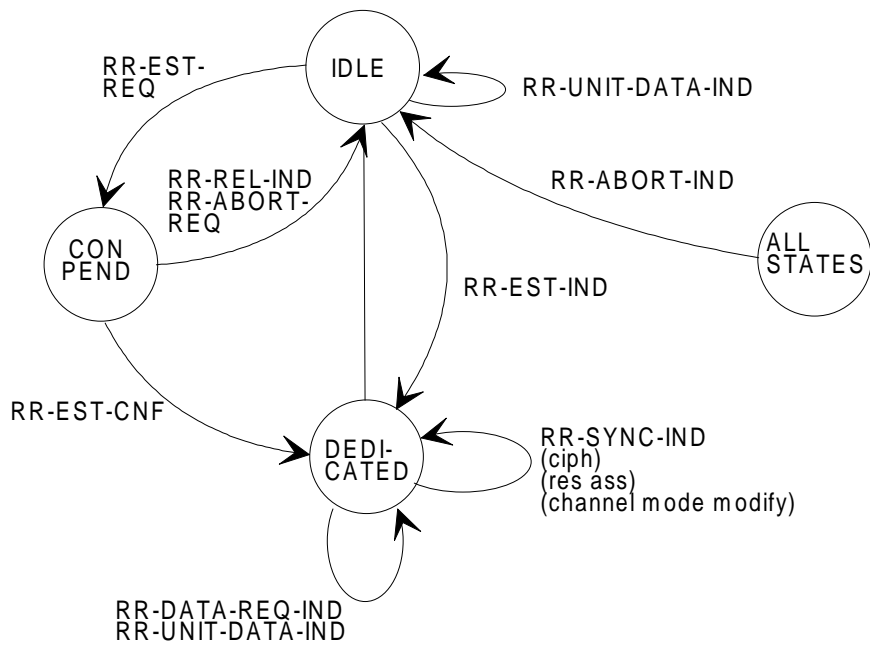 IDLE
RR-EST-
REQ
RR-UNIT-DATA-IND
RR-REL-IND
RR-ABORT-
REQ
RR-ABORT-IND
CON
PEND
ALL
STATES
RR-EST-IND
RR-EST-CNF
DEDI-
CATED
RR-SYNC-IND
(ciph)
(res ass)
(channel mode modify)
RR-DATA-REQ-IND
RR-UNIT-DATA-IND